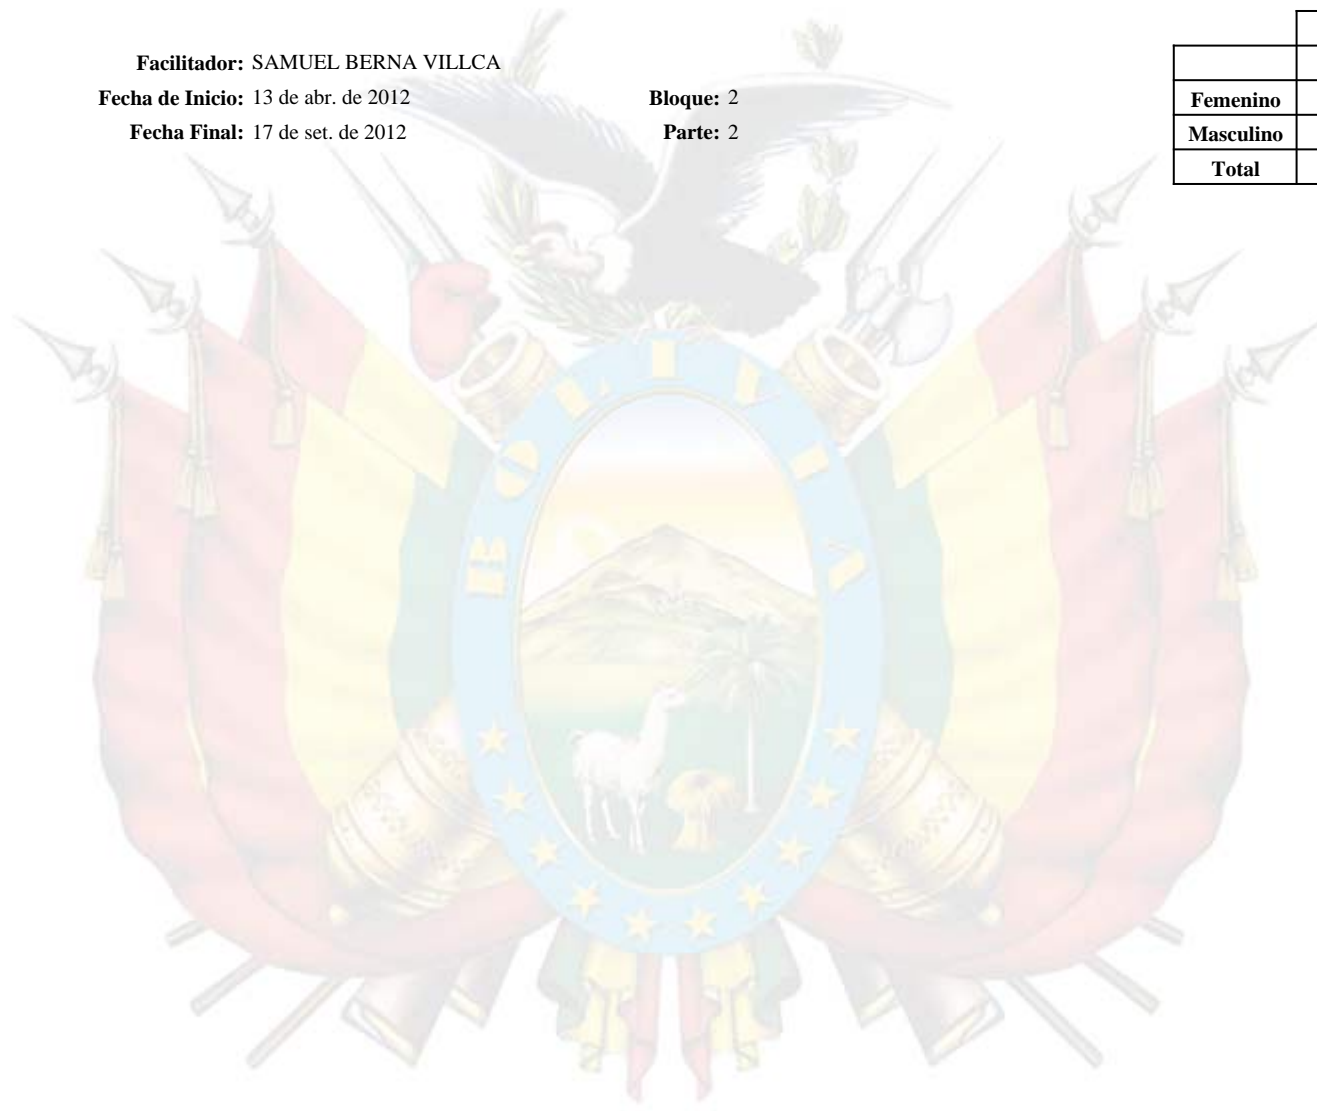 Facilitador: SAMUEL BERNA VILLCA
Fecha de Inicio: 13 de abr. de 2012 Bloque: 2
Fecha Final: 17 de set. de 2012 Parte: 2
Femenino
Masculino
Total
BOLIVIA